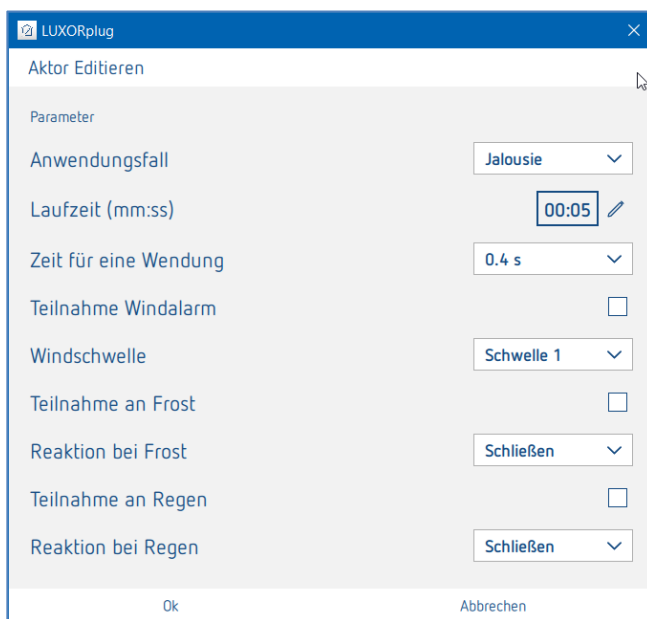 LUXORplug
Aktor Editieren
Parameter
Anwendungsfall Jalousie
Laufzeit (mm:ss) 00:05
Zeit für eine Wendung 0.4 s
Teilnahme Windalarm
Windschwelle Schwelle 1
Teilnahme an Frost
Reaktion bei Frost Schließen
Teilnahme an Regen
Reaktion bei Regen Schließen
Ok Abbrechen